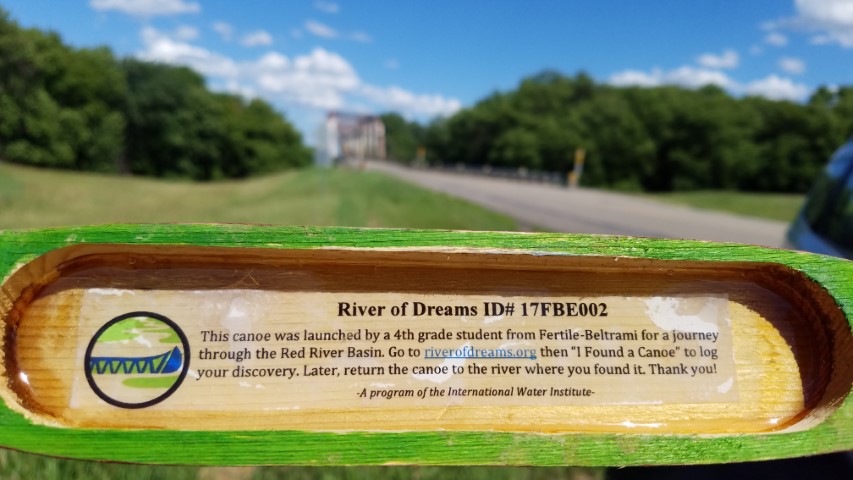 River of Dreams ID# 17FBE002
This canoe was launched by a 4th grade student from Fertile-Beltrami for a journey
through the Red River Basin. Go to riverofdreams.org then "I Found a Canoe" to log
your discovery. Later, return the canoe to the river where you found it. Thank you!
-A program of the International Water Institute-